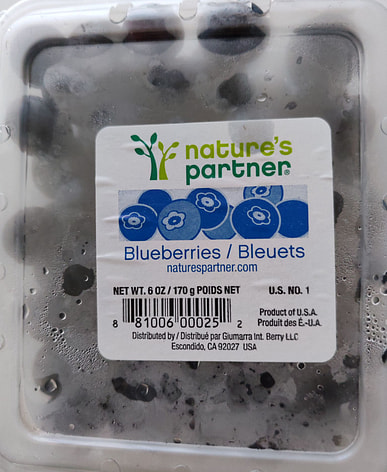 nature's
partner®
Blueberries / Bleuets
naturespartner.com
NET WT. 6 OZ / 170 g POIDS NET U.S. NO. 1
Product of U.S.A.
Produit des É.-U.A.
8 81006 00025 2
Distributed by / Distribué par Giumarra Int. Berry LLC
Escondido, CA 92027 USA